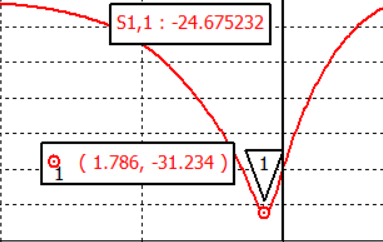 S1,1 : -24.675232
1 ( 1.786, -31.234 )
1